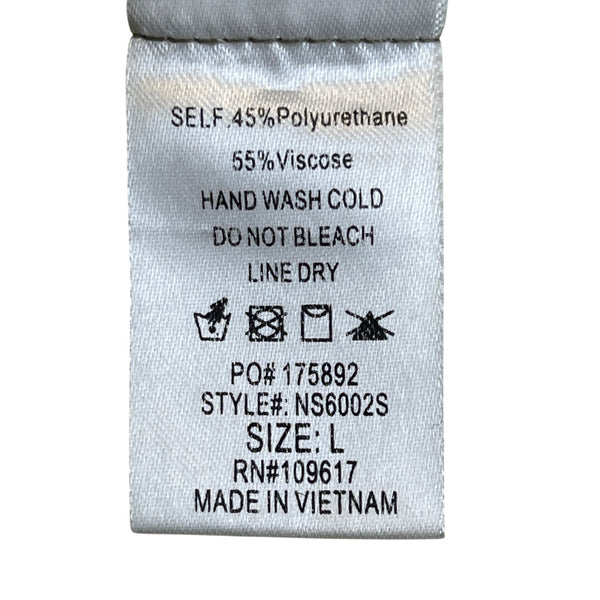 SELF:45%Polyurethane
55%Viscose
HAND WASH COLD
DO NOT BLEACH
LINE DRY
PO# 175892
STYLE#: NS6002S
SIZE: L
RN#109617
MADE IN VIETNAM